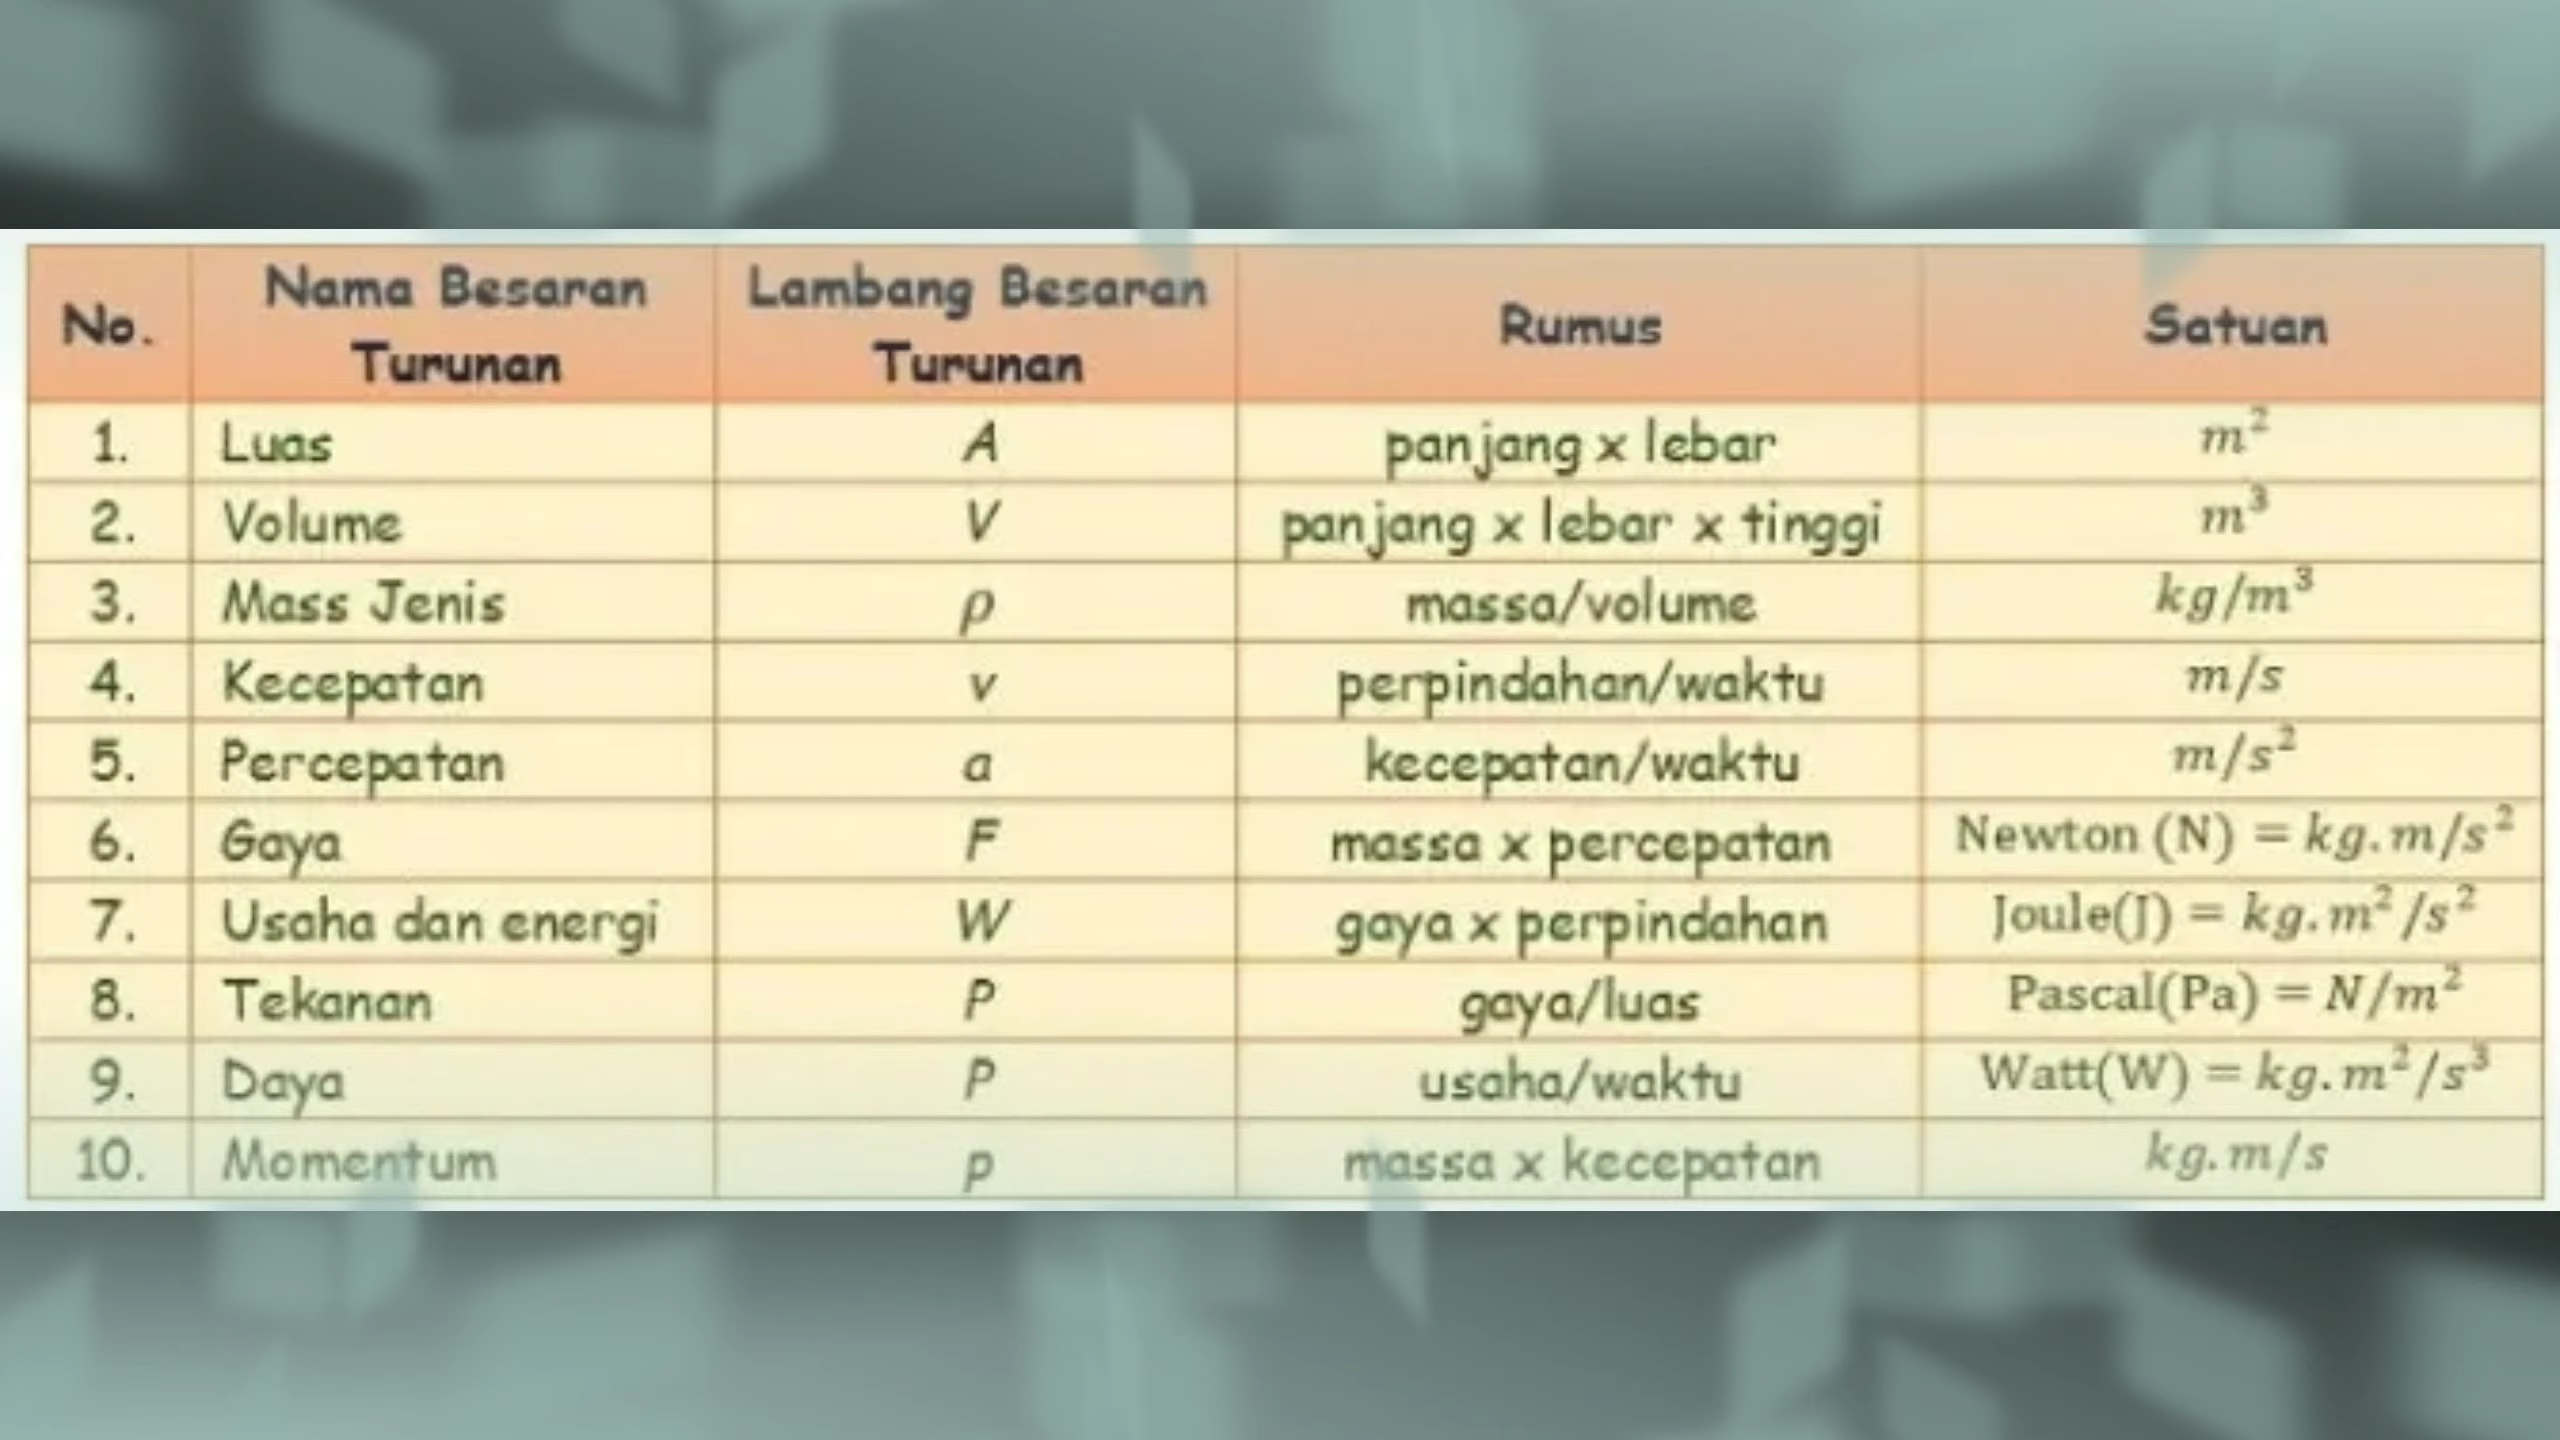 No. Nama Besaran Turunan Lambang Besaran Turunan Rumus Satuan
1. Luas A panjang x lebar m²
2. Volume V panjang x lebar x tinggi m³
3. Mass Jenis ρ massa/volume kg/m³
4. Kecepatan v perpindahan/waktu m/s
5. Percepatan a kecepatan/waktu m/s²
6. Gaya F massa x percepatan Newton (N) = kg.m/s²
7. Usaha dan energi W gaya x perpindahan Joule(J) = kg.m²/s²
8. Tekanan P gaya/luas Pascal(Pa) = N/m²
9. Daya P usaha/waktu Watt(W) = kg.m²/s³
10. Momentum p massa x kecepatan kg.m/s